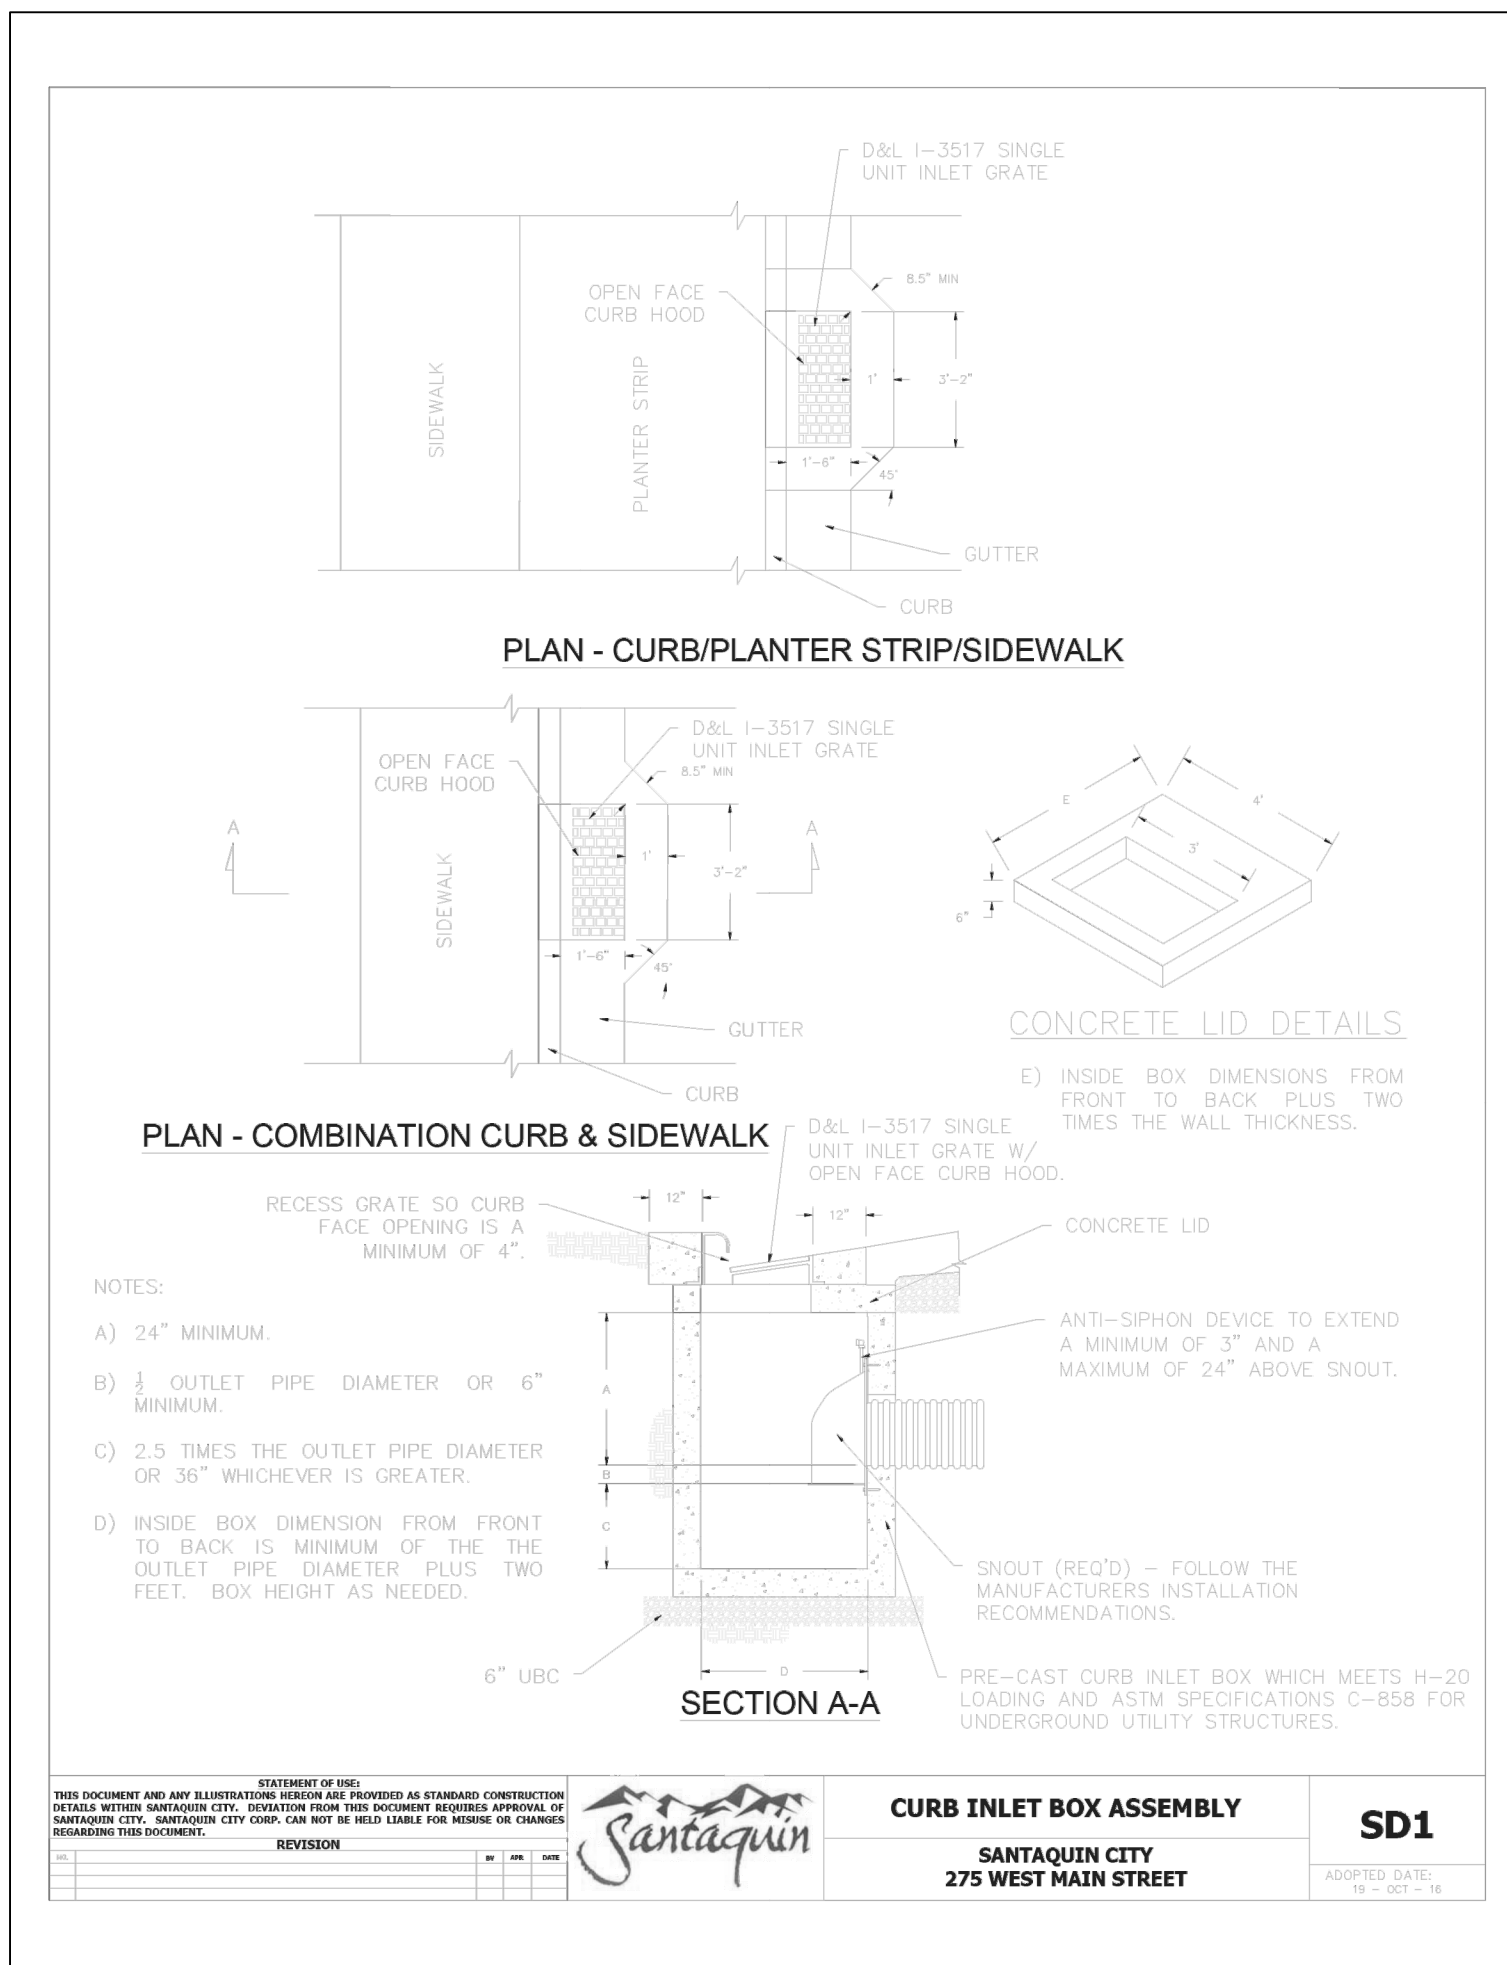 D&L I-3517 SINGLE
UNIT INLET GRATE
8.5" MIN
OPEN FACE
CURB HOOD
SIDEWALK
PLANTER STRIP
1'
3'-2"
1'-6"
45°
GUTTER
CURB
PLAN - CURB/PLANTER STRIP/SIDEWALK
D&L I-3517 SINGLE
UNIT INLET GRATE
OPEN FACE
CURB HOOD
8.5" MIN
A
A
SIDEWALK
1'
3'-2"
1'-6"
45°
GUTTER
CURB
PLAN - COMBINATION CURB & SIDEWALK
E
4'
3'
6"
CONCRETE LID DETAILS
E) INSIDE BOX DIMENSIONS FROM
FRONT TO BACK PLUS TWO
TIMES THE WALL THICKNESS.
D&L I-3517 SINGLE
UNIT INLET GRATE W/
OPEN FACE CURB HOOD.
RECESS GRATE SO CURB
FACE OPENING IS A
MINIMUM OF 4".
12"
12"
CONCRETE LID
NOTES:
A) 24" MINIMUM.
B) ½ OUTLET PIPE DIAMETER OR 6"
MINIMUM.
C) 2.5 TIMES THE OUTLET PIPE DIAMETER
OR 36" WHICHEVER IS GREATER.
D) INSIDE BOX DIMENSION FROM FRONT
TO BACK IS MINIMUM OF THE THE
OUTLET PIPE DIAMETER PLUS TWO
FEET. BOX HEIGHT AS NEEDED.
ANTI-SIPHON DEVICE TO EXTEND
A MINIMUM OF 3" AND A
MAXIMUM OF 24" ABOVE SNOUT.
A
B
C
SNOUT (REQ'D) - FOLLOW THE
MANUFACTURERS INSTALLATION
RECOMMENDATIONS.
6" UBC
D
PRE-CAST CURB INLET BOX WHICH MEETS H-20
LOADING AND ASTM SPECIFICATIONS C-858 FOR
UNDERGROUND UTILITY STRUCTURES.
SECTION A-A
STATEMENT OF USE:
THIS DOCUMENT AND ANY ILLUSTRATIONS HEREON ARE PROVIDED AS STANDARD CONSTRUCTION
DETAILS WITHIN SANTAQUIN CITY. DEVIATION FROM THIS DOCUMENT REQUIRES APPROVAL OF
SANTAQUIN CITY. SANTAQUIN CITY CORP. CAN NOT BE HELD LIABLE FOR MISUSE OR CHANGES
REGARDING THIS DOCUMENT.
REVISION
NO. BY APR. DATE
Santaquin
CURB INLET BOX ASSEMBLY
SANTAQUIN CITY
275 WEST MAIN STREET
SD1
ADOPTED DATE:
19 - OCT - 16